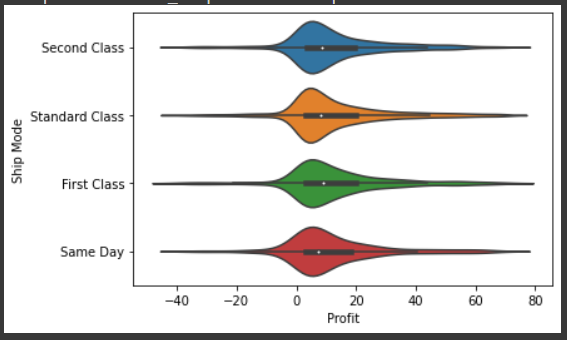 Second Class
Standard Class
First Class
Same Day
Ship Mode
−40 −20 0 20 40 60 80
Profit